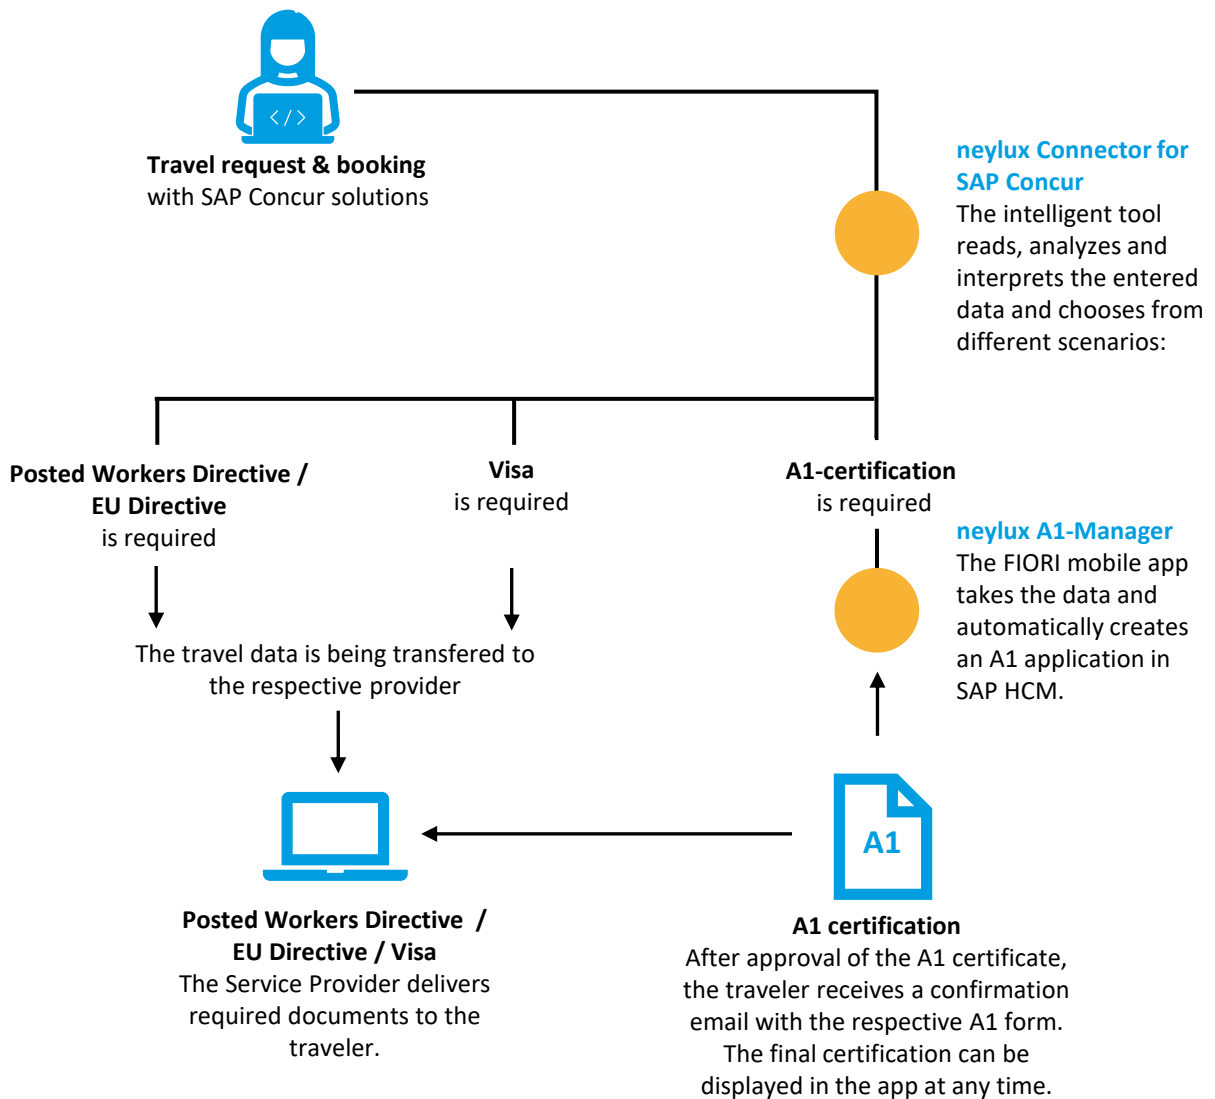 </>
Travel request & booking
with SAP Concur solutions
neylux Connector for
SAP Concur
The intelligent tool
reads, analyzes and
interprets the entered
data and chooses from
different scenarios:
Posted Workers Directive /
EU Directive
is required
Visa
is required
A1-certification
is required
neylux A1-Manager
The FIORI mobile app
takes the data and
automatically creates
an A1 application in
SAP HCM.
The travel data is being transfered to
the respective provider
A1
Posted Workers Directive /
EU Directive / Visa
The Service Provider delivers
required documents to the
traveler.
A1 certification
After approval of the A1 certificate,
the traveler receives a confirmation
email with the respective A1 form.
The final certification can be
displayed in the app at any time.